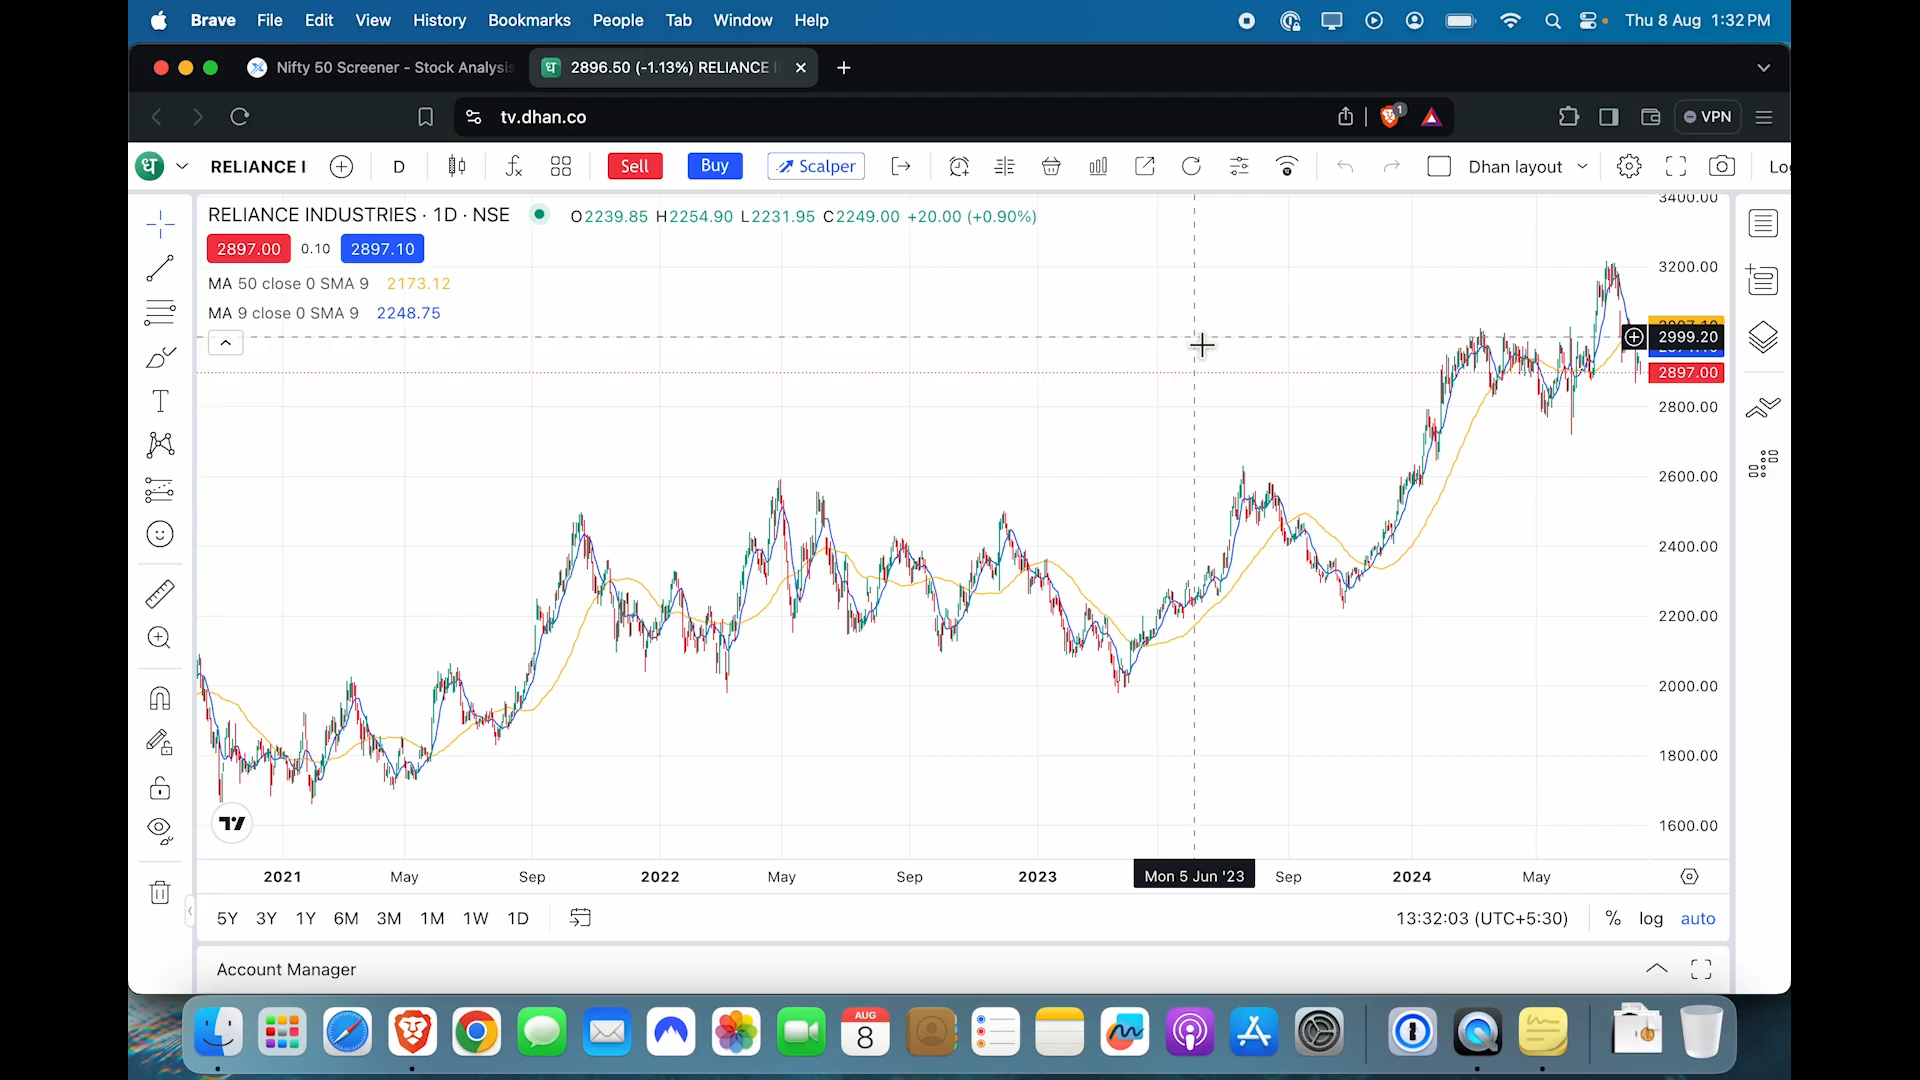 Brave File Edit View History Bookmarks People Tab Window Help Thu 8 Aug 1:32 PM
Nifty 50 Screener - Stock Analysis 2896.50 (-1.13%) RELIANCE
tv.dhan.co 1 VPN
ध RELIANCE I D Sell Buy Scalper Dhan layout Lo
RELIANCE INDUSTRIES · 1D · NSE O2239.85 H2254.90 L2231.95 C2249.00 +20.00 (+0.90%)
2897.00 0.10 2897.10
MA 50 close 0 SMA 9 2173.12
MA 9 close 0 SMA 9 2248.75
3400.00
3200.00
2999.20
2897.00
2800.00
2600.00
2400.00
2200.00
2000.00
1800.00
1600.00
2021 May Sep 2022 May Sep 2023 Mon 5 Jun '23 Sep 2024 May
5Y 3Y 1Y 6M 3M 1M 1W 1D 13:32:03 (UTC+5:30) % log auto
Account Manager
AUG
8